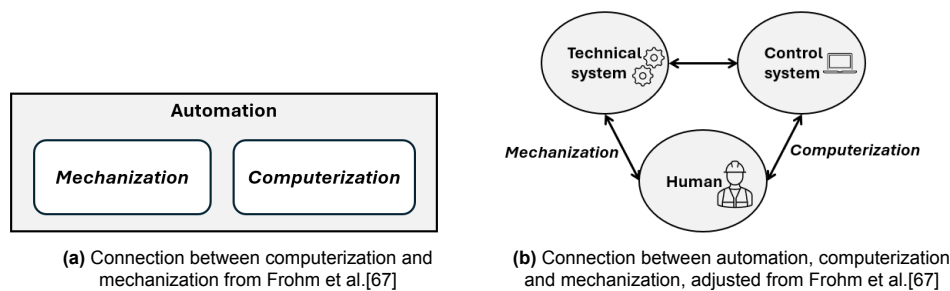 Automation
Mechanization
Computerization
(a) Connection between computerization and
mechanization from Frohm et al.[67]
Technical
system
Control
system
Mechanization
Computerization
Human
(b) Connection between automation, computerization
and mechanization, adjusted from Frohm et al.[67]